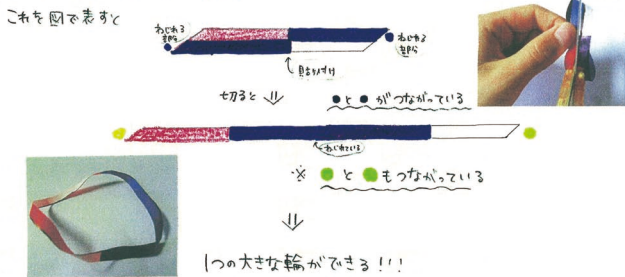 これを図で表すと
ねじれる
部分
ねじれる
部分
貼り付け
切ると
●と●がつながっている
ねじれている
※ ●と●もつながっている
1つの大きな輪ができる!!!